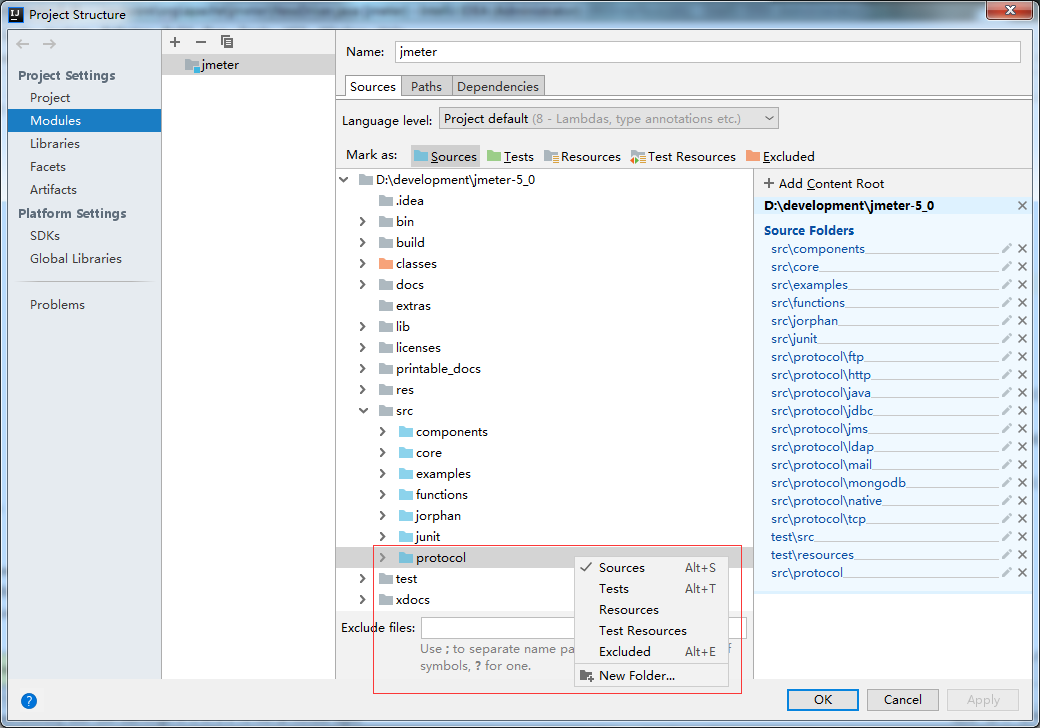 Project Structure
Project Settings
Project
Modules
Libraries
Facets
Artifacts
Platform Settings
SDKs
Global Libraries
Problems
jmeter
Name: jmeter
Sources Paths Dependencies
Language level: Project default (8 - Lambdas, type annotations etc.)
Mark as: Sources Tests Resources Test Resources Excluded
D:\development\jmeter-5_0
.idea
bin
build
classes
docs
extras
lib
licenses
printable_docs
res
src
components
core
examples
functions
jorphan
junit
protocol
test
xdocs
Sources Alt+S
Tests Alt+T
Resources
Test Resources
Excluded Alt+E
New Folder...
Exclude files:
Use ; to separate name pa
symbols, ? for one.
+ Add Content Root
D:\development\jmeter-5_0
Source Folders
src\components
src\core
src\examples
src\functions
src\jorphan
src\junit
src\protocol\ftp
src\protocol\http
src\protocol\java
src\protocol\jdbc
src\protocol\jms
src\protocol\ldap
src\protocol\mail
src\protocol\mongodb
src\protocol\native
src\protocol\tcp
test\src
test\resources
src\protocol
? OK Cancel Apply